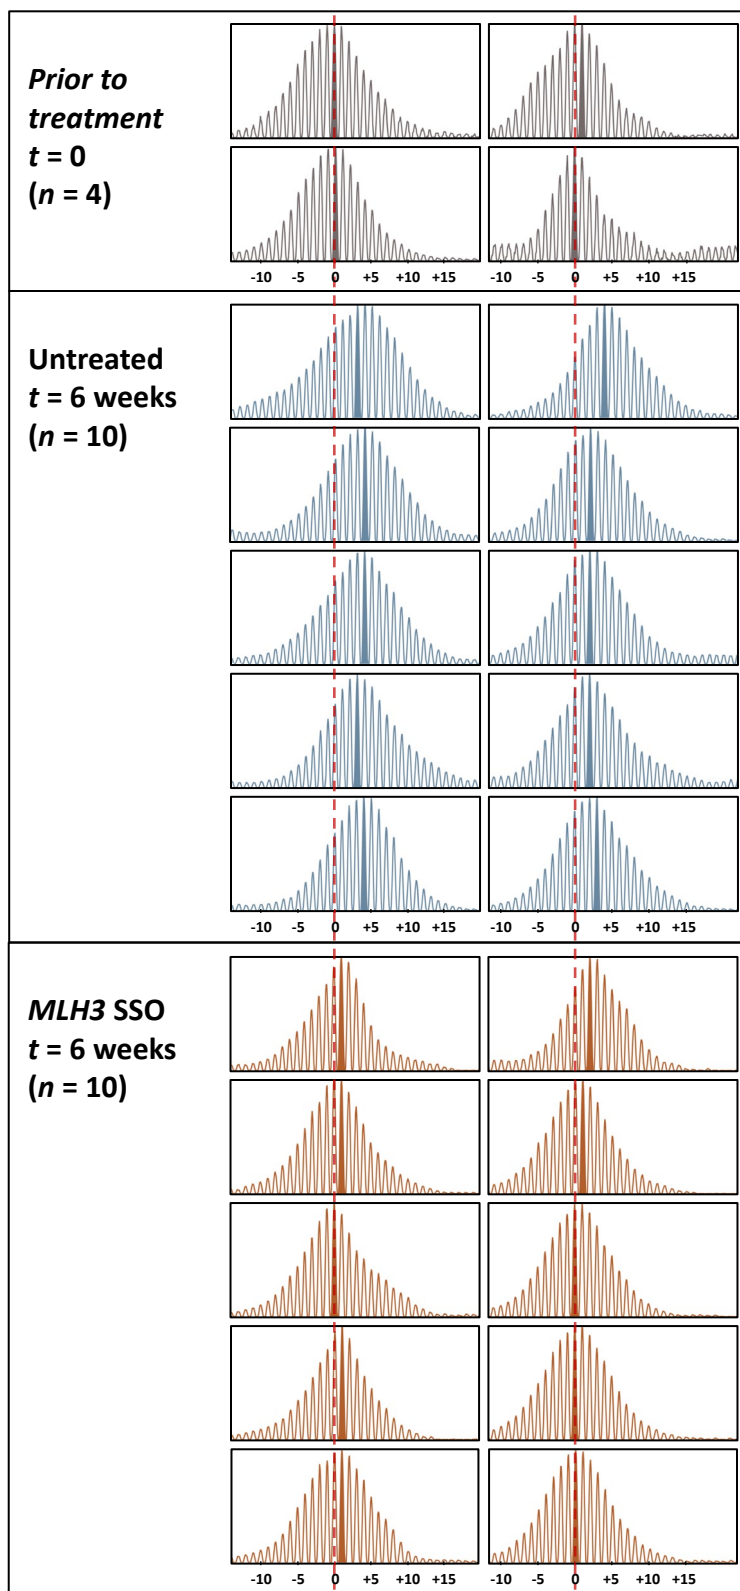 Prior to
treatment
t = 0
(n = 4)
-10 -5 0 +5 +10 +15
-10 -5 0 +5 +10 +15
Untreated
t = 6 weeks
(n = 10)
-10 -5 0 +5 +10 +15
-10 -5 0 +5 +10 +15
MLH3 SSO
t = 6 weeks
(n = 10)
-10 -5 0 +5 +10 +15
-10 -5 0 +5 +10 +15